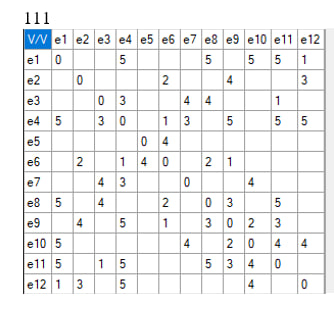 111
V/V e1 e2 e3 e4 e5 e6 e7 e8 e9 e10 e11 e12
e1 0 5 5 5 5 1
e2 0 2 4 3
e3 0 3 4 4 1
e4 5 3 0 1 3 5 5 5
e5 0 4
e6 2 1 4 0 2 1
e7 4 3 0 4
e8 5 4 2 0 3 5
e9 4 5 1 3 0 2 3
e10 5 4 2 0 4 4
e11 5 1 5 5 3 4 0
e12 1 3 5 4 0